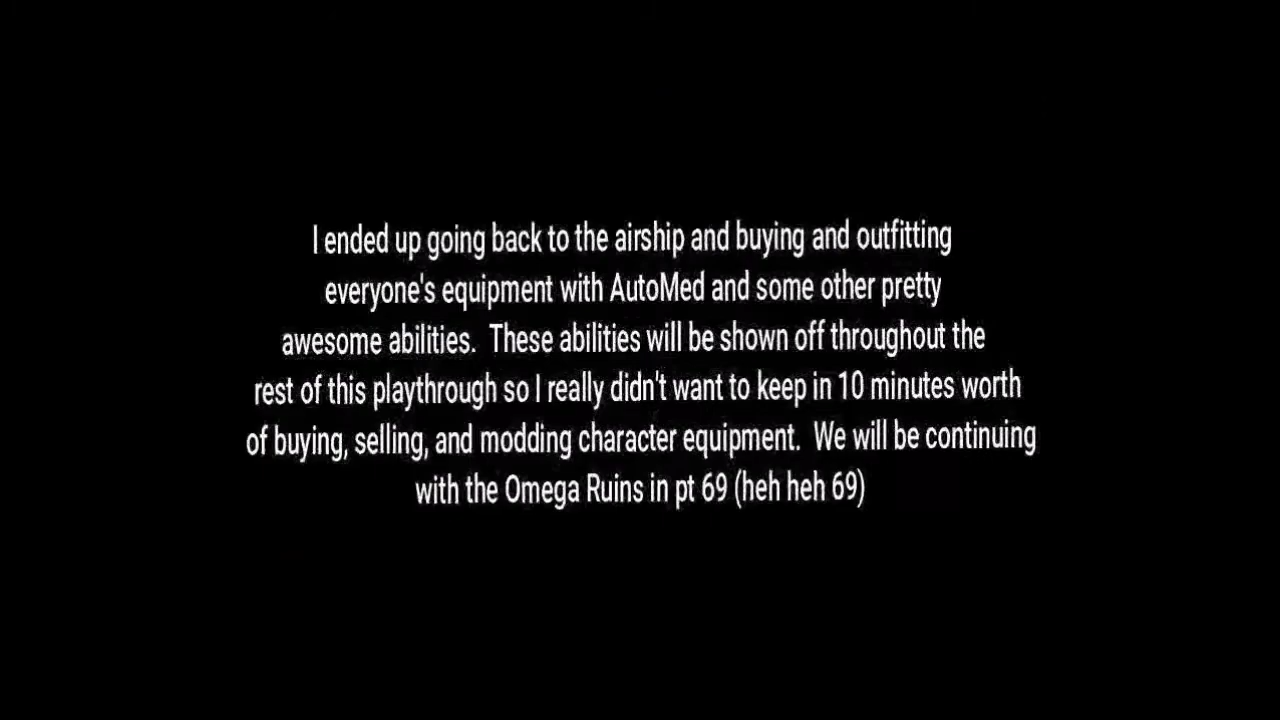 I ended up going back to the airship and buying and outfitting
everyone's equipment with AutoMed and some other pretty
awesome abilities.  These abilities will be shown off throughout the
rest of this playthrough so I really didn't want to keep in 10 minutes worth
of buying, selling, and modding character equipment.  We will be continuing
with the Omega Ruins in pt 69 (heh heh 69)